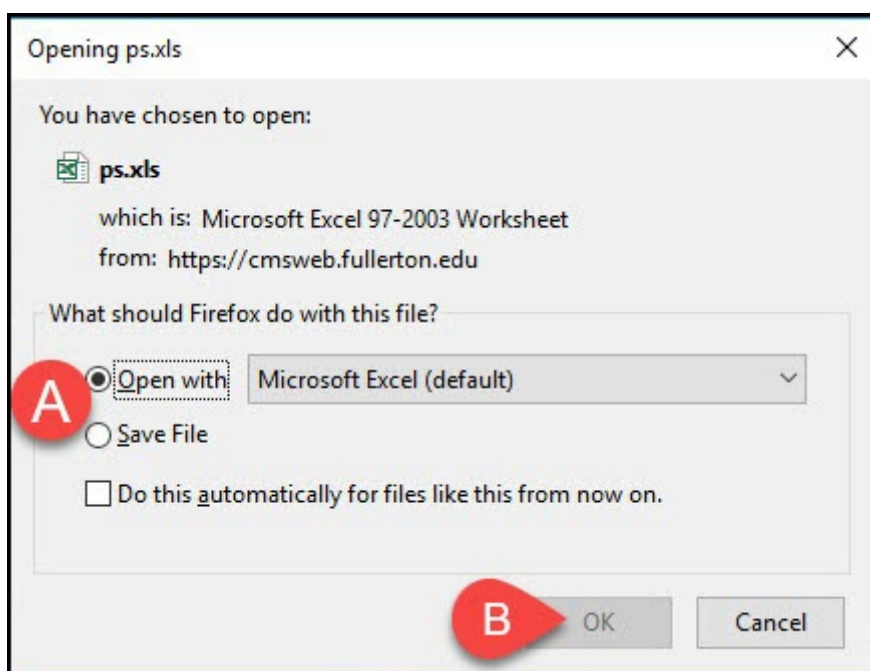 Opening ps.xls
You have chosen to open:
ps.xls
which is: Microsoft Excel 97-2003 Worksheet
from: https://cmsweb.fullerton.edu
What should Firefox do with this file?
A Open with Microsoft Excel (default)
Save File
Do this automatically for files like this from now on.
B OK Cancel